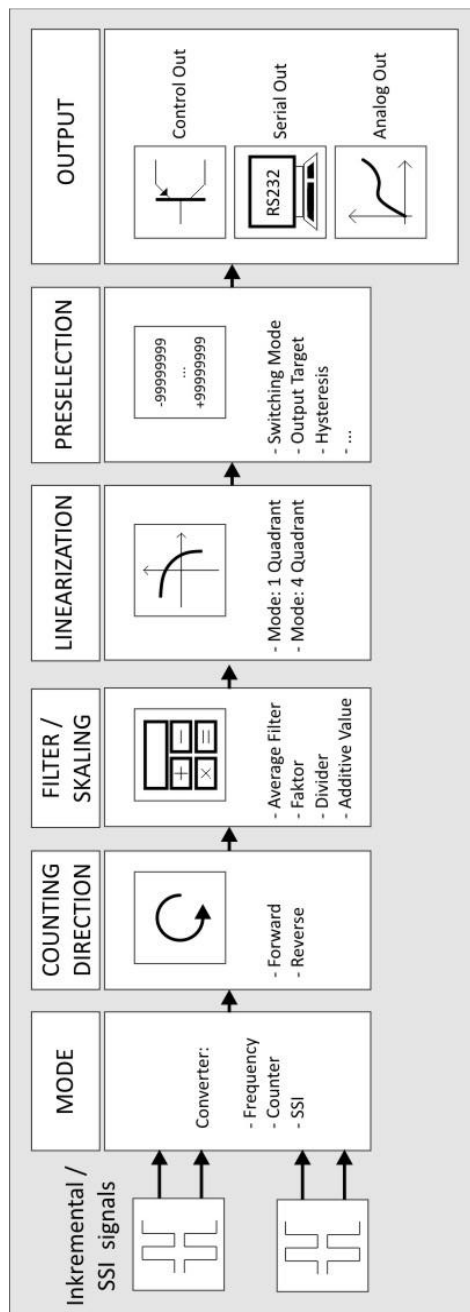 Inkremental /
SSI signals
MODE
Converter:
- Frequency
- Counter
- SSI
COUNTING
DIRECTION
- Forward
- Reverse
FILTER /
SKALING
+ −
× =
- Average Filter
- Faktor
- Divider
- Additive Value
LINEARIZATION
- Mode: 1 Quadrant
- Mode: 4 Quadrant
PRESELECTION
-99999999
...
+99999999
- Switching Mode
- Output Target
- Hysteresis
- ...
OUTPUT
Control Out
RS232
Serial Out
Analog Out